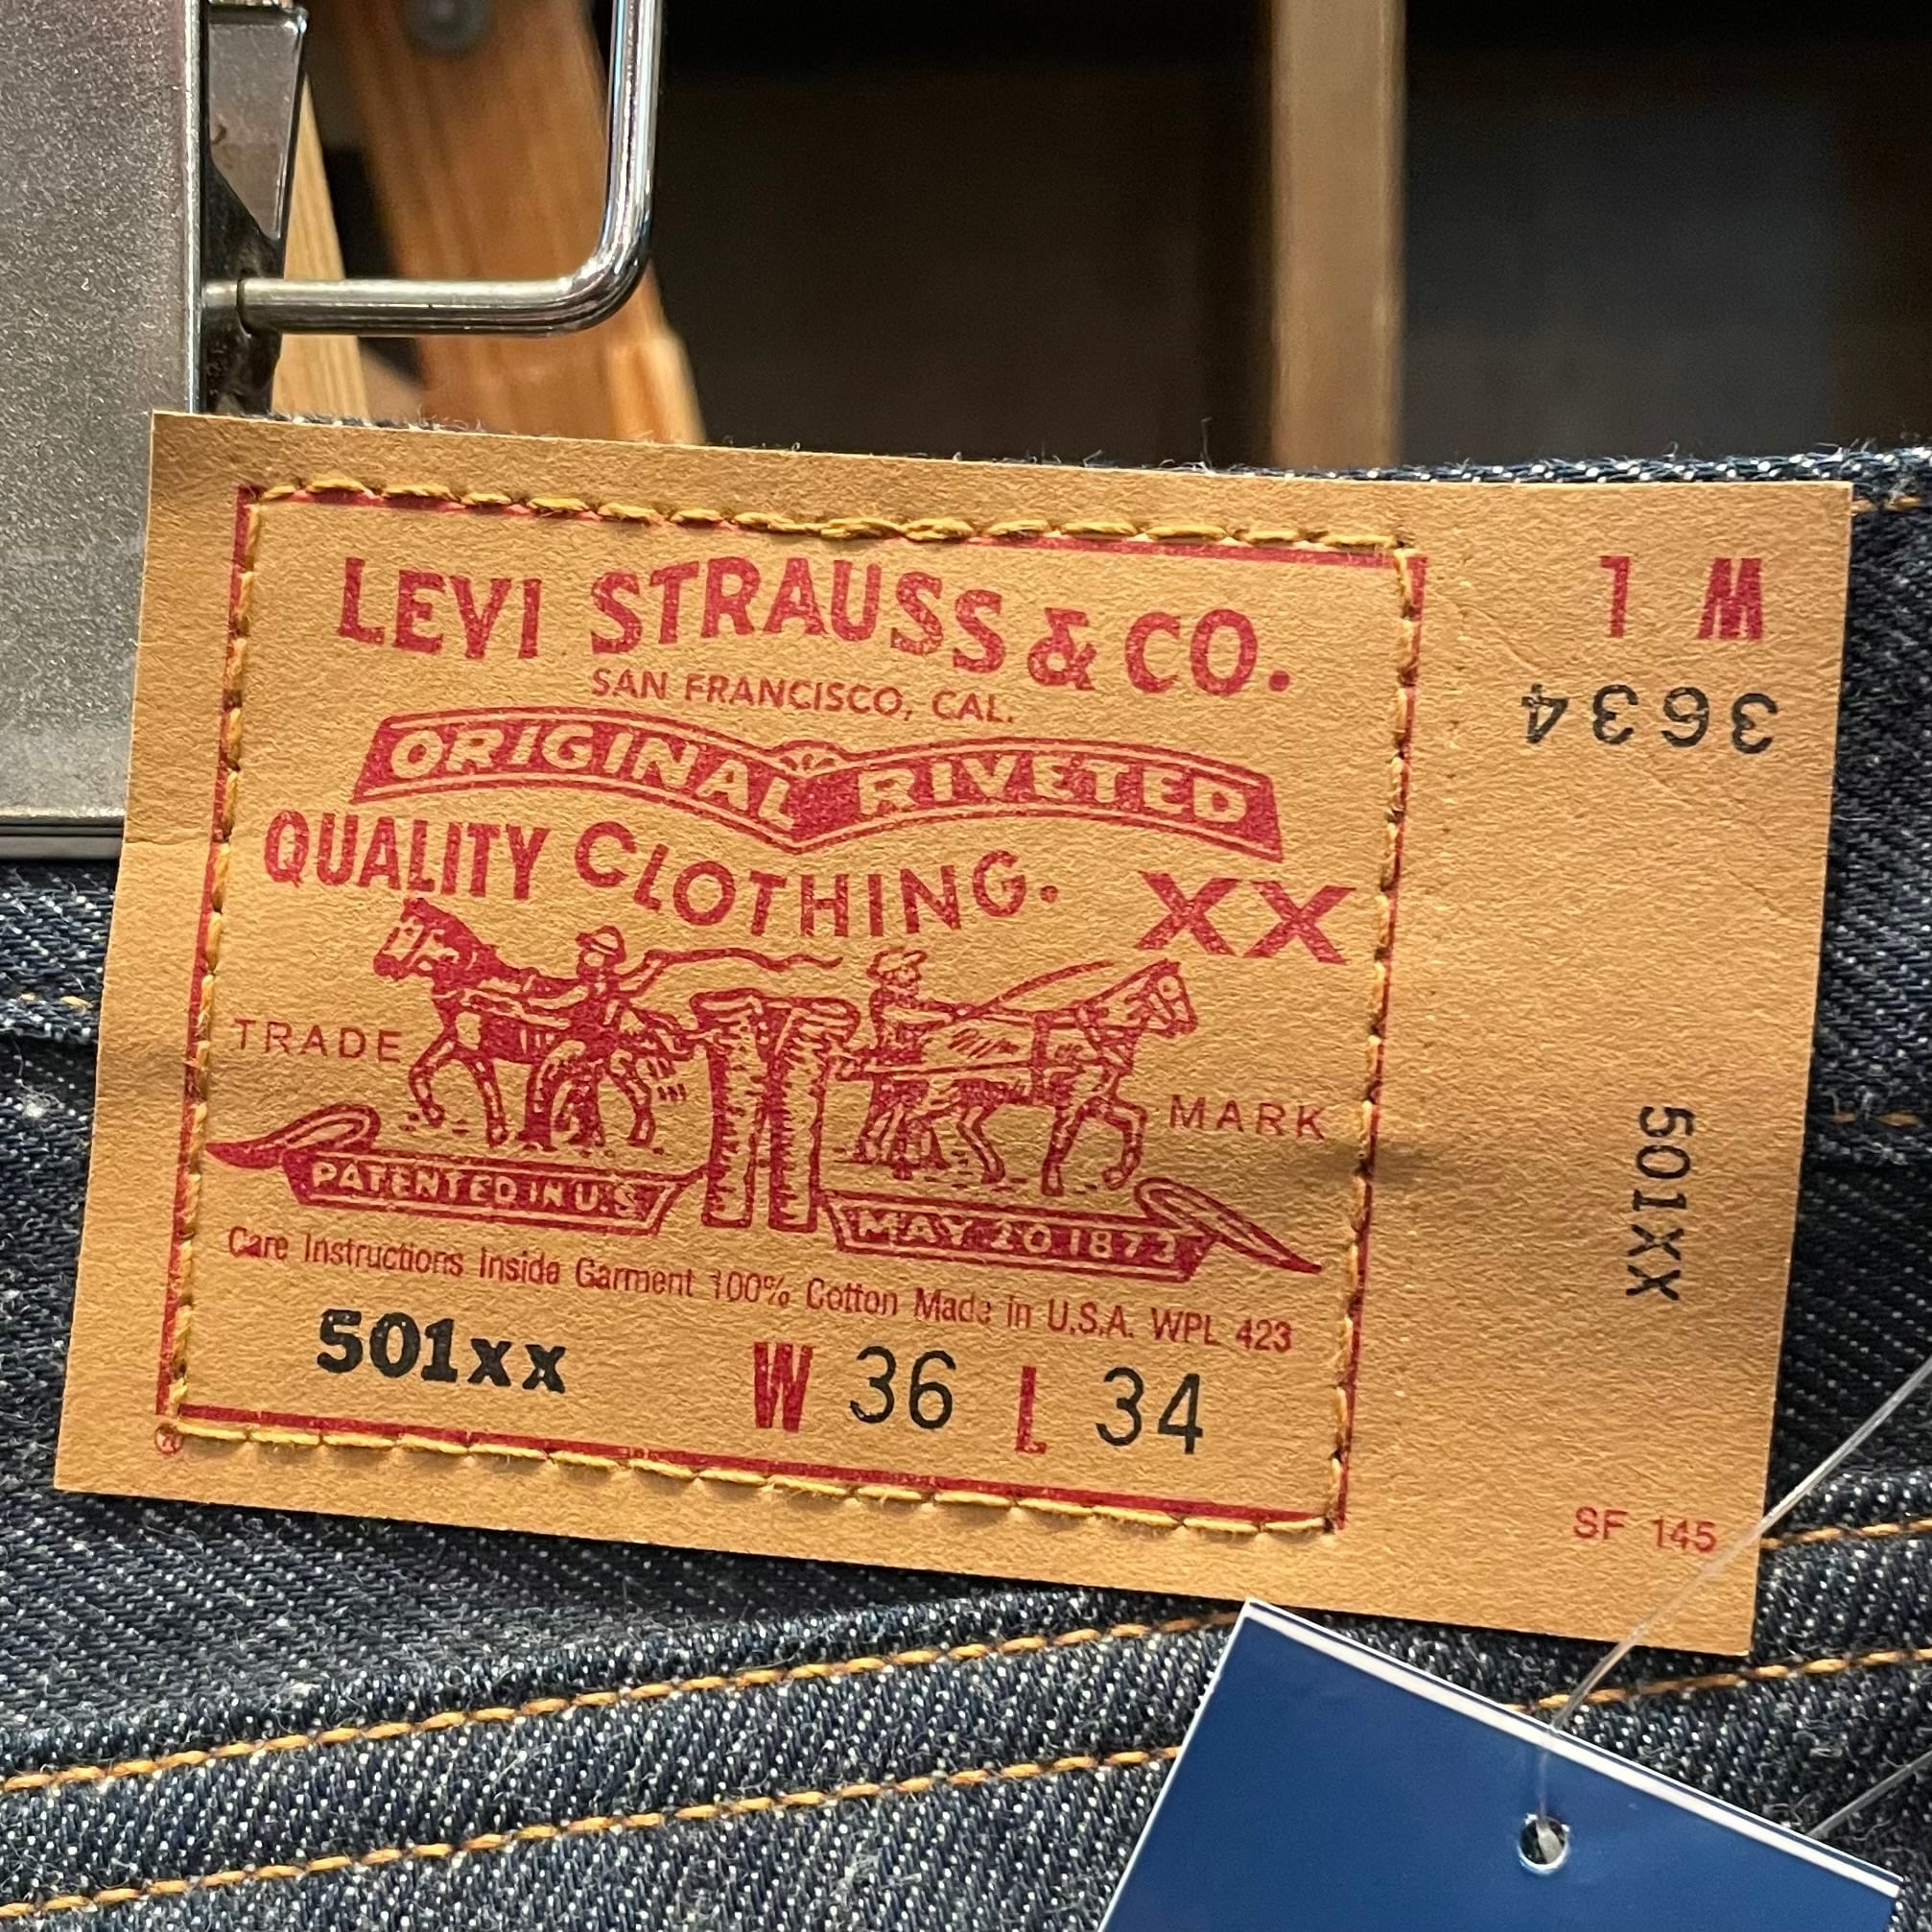 LEVI STRAUSS & CO.
SAN FRANCISCO, CAL.
ORIGINAL RIVETED
QUALITY CLOTHING. XX
TRADE MARK
PATENTED IN U.S.
MAY 20 1873
Care Instructions Inside Garment 100% Cotton Made in U.S.A. WPL 423
501xx W 36 L 34
®
W L
3634
501XX
SF 145